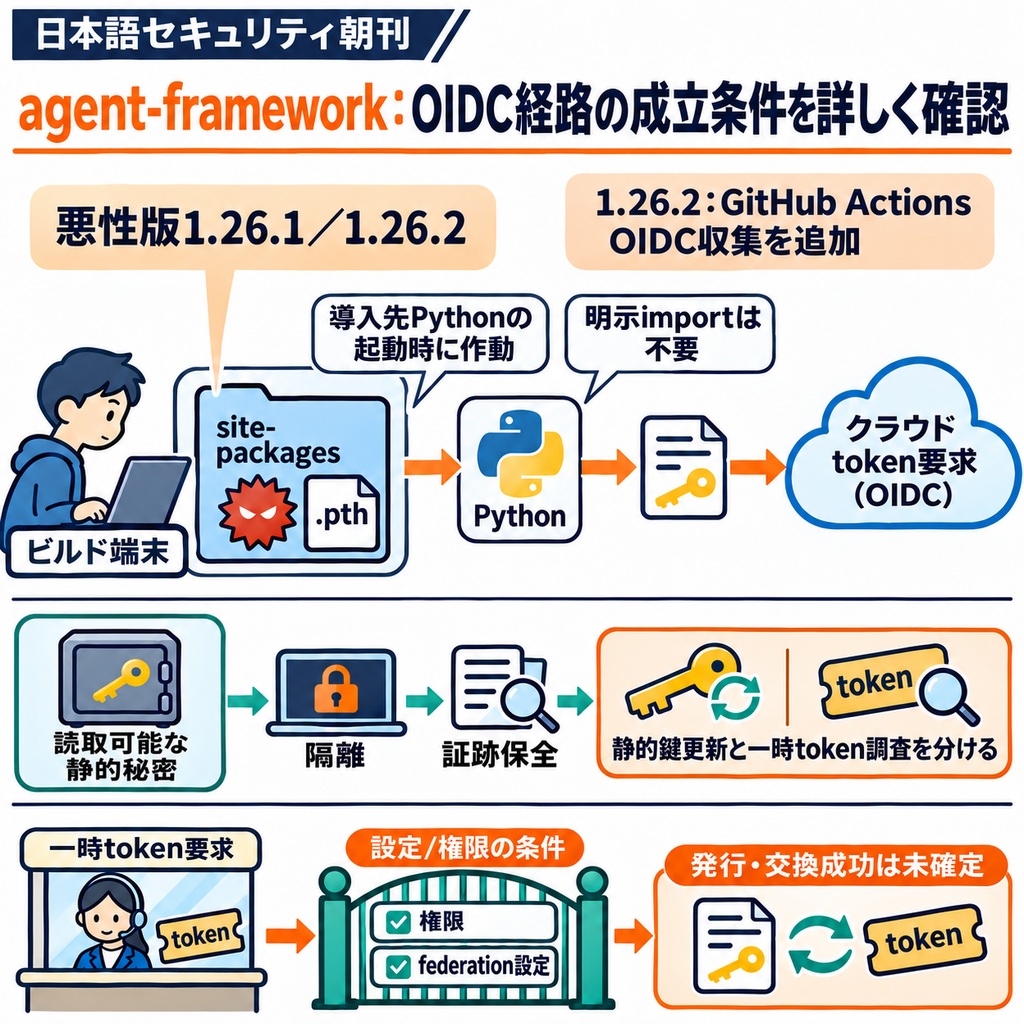 日本語セキュリティ朝刊
agent-framework：OIDC経路の成立条件を詳しく確認
悪性版1.26.1／1.26.2
1.26.2：GitHub Actions
OIDC収集を追加
導入先Pythonの
起動時に作動
明示importは
不要
site-
packages
.pth
Python
クラウド
token要求
(OIDC)
ビルド端末
読取可能な
静的秘密
隔離
証跡保全
token
静的鍵更新と一時token調査を分ける
一時token要求
token
設定/権限の条件
権限
federation設定
発行・交換成功は未確定
token